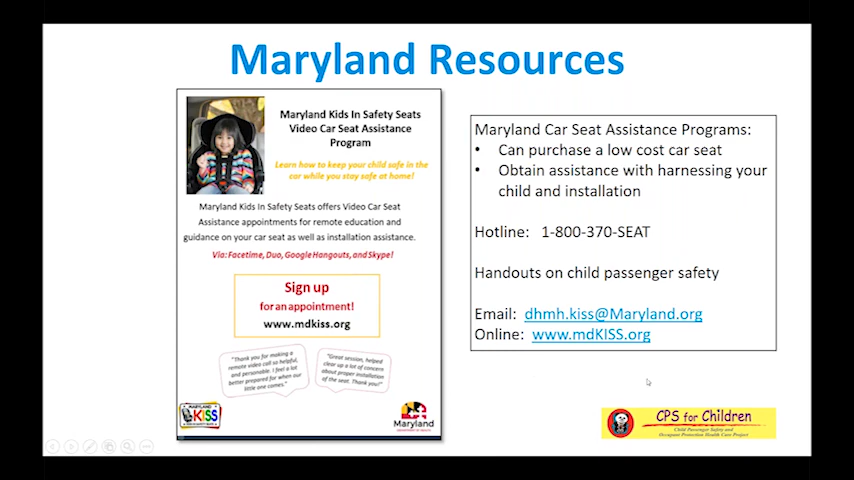 Maryland Resources
Maryland Kids In Safety Seats
Video Car Seat Assistance
Program
Learn how to keep your child safe in the
car while you stay safe at home!
Maryland Kids In Safety Seats offers Video Car Seat
Assistance appointments for remote education and
guidance on your car seat as well as installation assistance.
Via: Facetime, Duo, Google Hangouts, and Skype!
Sign up
for an appointment!
www.mdkiss.org
"Thank you for making a
remote video call so helpful,
and personable. I feel a lot
better prepared for when our
little one comes."
"Great session, helped
clear up a lot of concern
about proper installation
of the seat. Thank you!"
MARYLAND
KISS
Maryland
DEPARTMENT OF HEALTH
Maryland Car Seat Assistance Programs:
• Can purchase a low cost car seat
• Obtain assistance with harnessing your
child and installation
Hotline: 1-800-370-SEAT
Handouts on child passenger safety
Email: dhmh.kiss@Maryland.org
Online: www.mdKISS.org
CPS for Children
Child Passenger Safety and
Occupant Protection Health Care Project